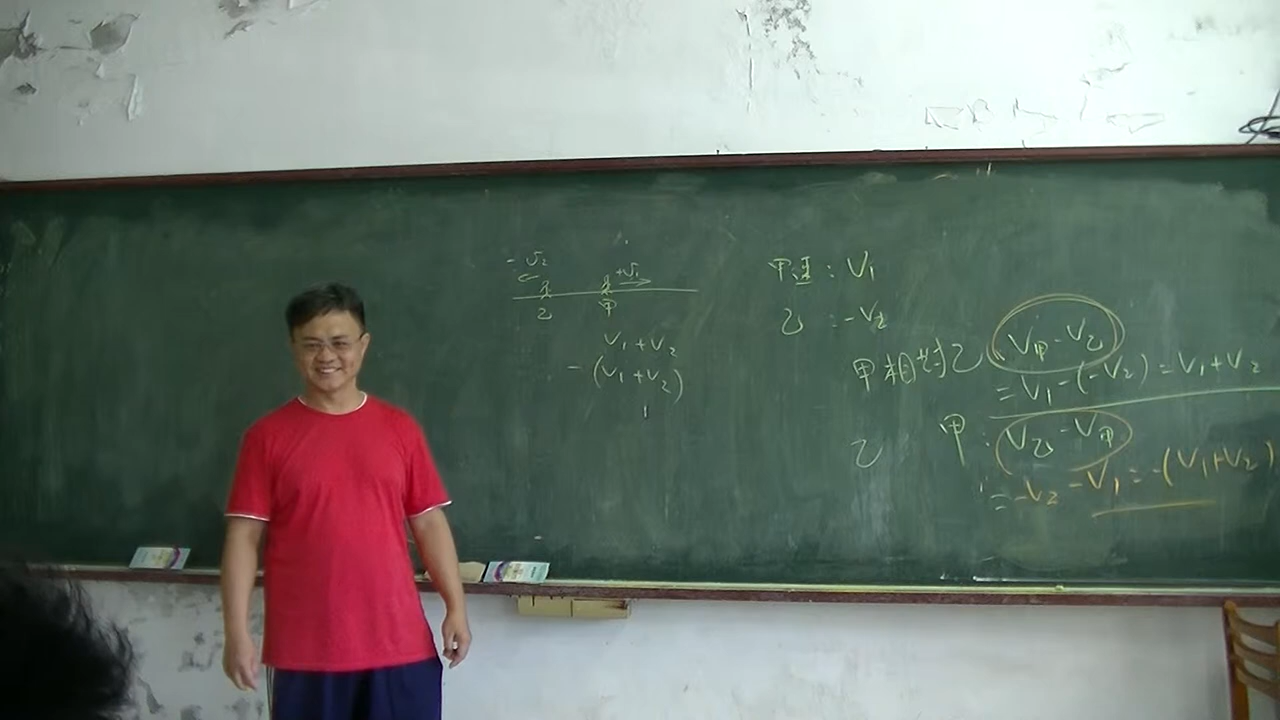 -v₂ +v₁
乙 甲
V₁+V₂
-(V₁+V₂)
甲速：V₁
乙：-V₂
甲相對乙 V甲-V乙
=V₁-(-V₂)=V₁+V₂
乙 甲：V乙-V甲
=-V₂-V₁=-(V₁+V₂)